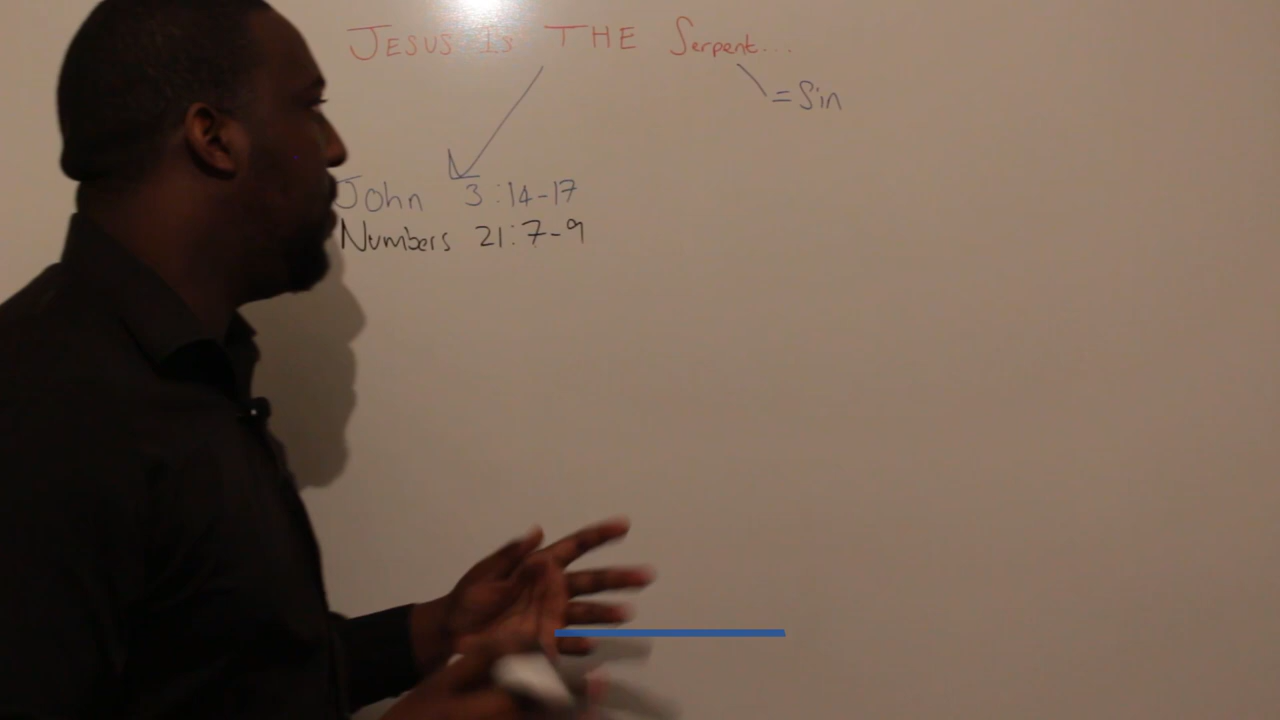 JESUS IS THE Serpent...
= Sin
John 3:14-17
Numbers 21:7-9